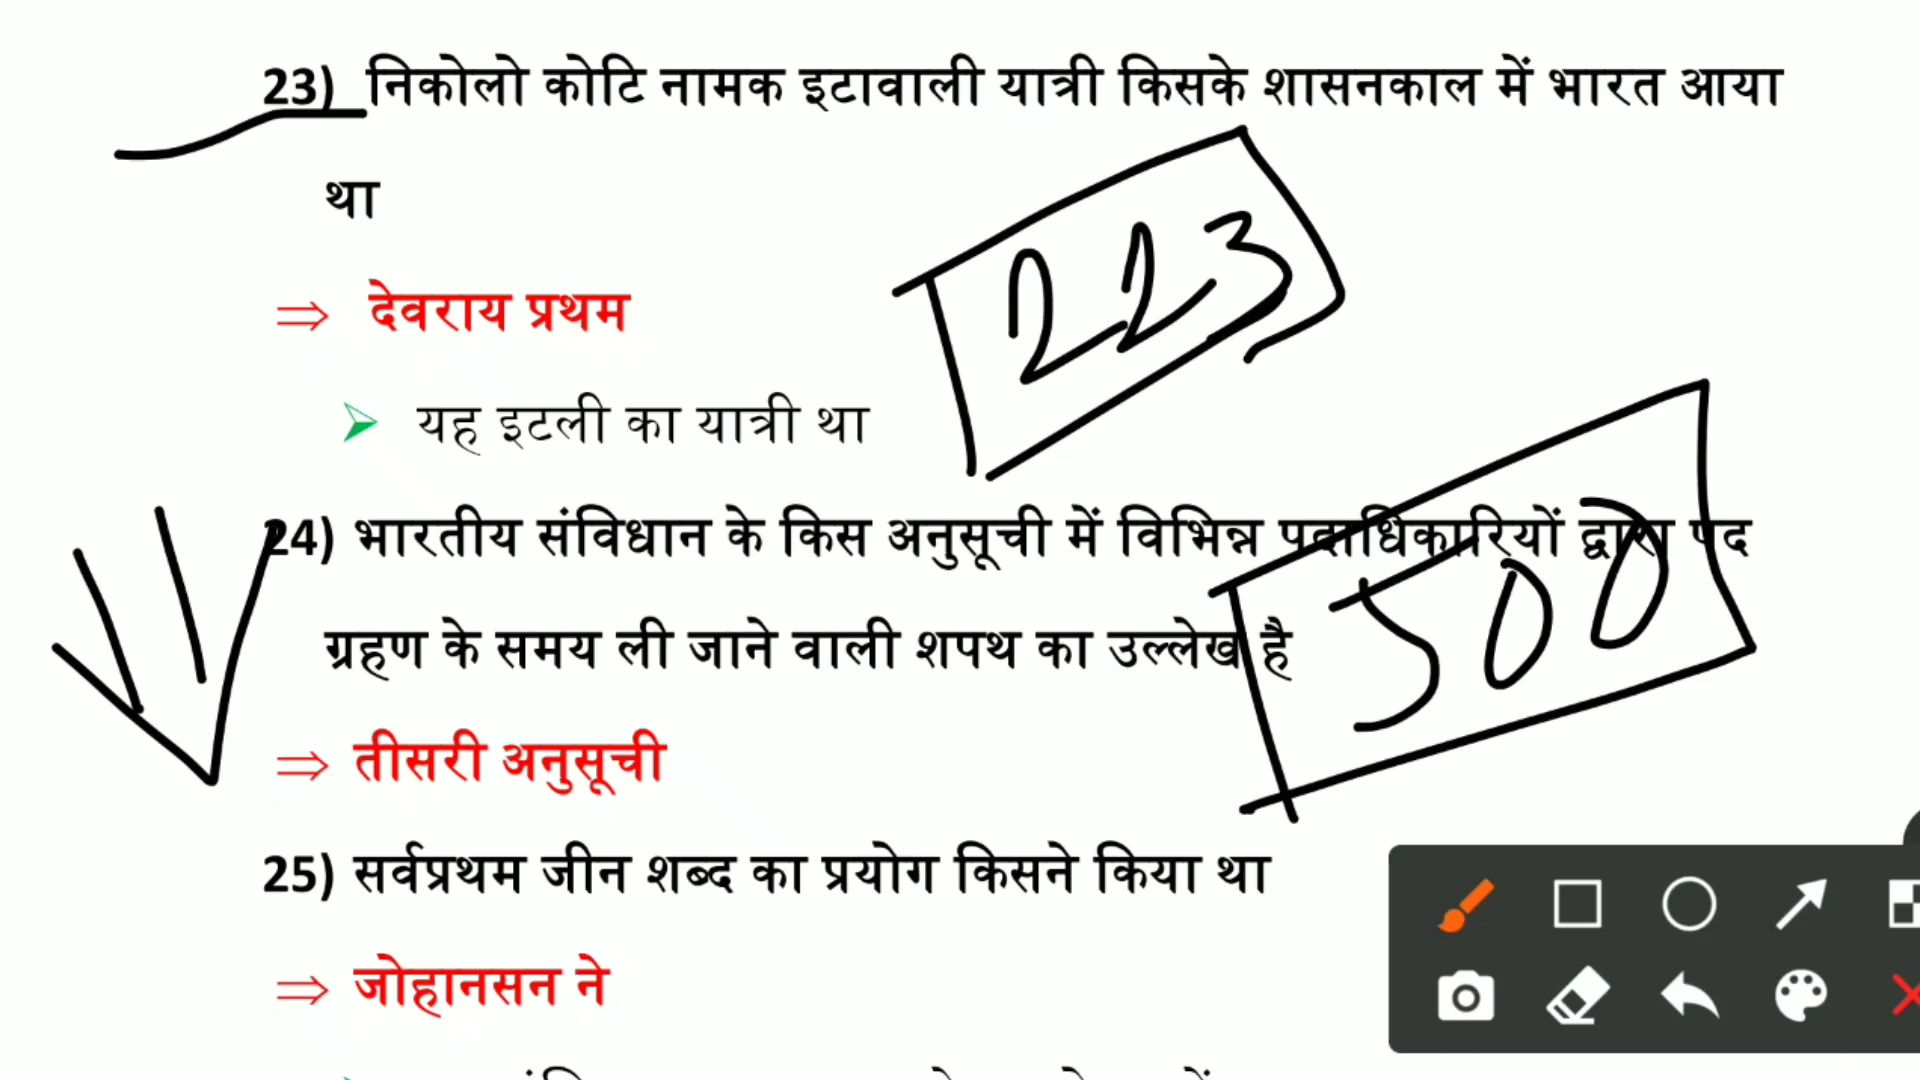 23) निकोलो कोटि नामक इटावाली यात्री किसके शासनकाल में भारत आया
था
223
⇒ देवराय प्रथम
➢ यह इटली का यात्री था
24) भारतीय संविधान के किस अनुसूची में विभिन्न पदाधिकारियों द्वारा पद
ग्रहण के समय ली जाने वाली शपथ का उल्लेख है
500
⇒ तीसरी अनुसूची
25) सर्वप्रथम जीन शब्द का प्रयोग किसने किया था
⇒ जोहानसन ने